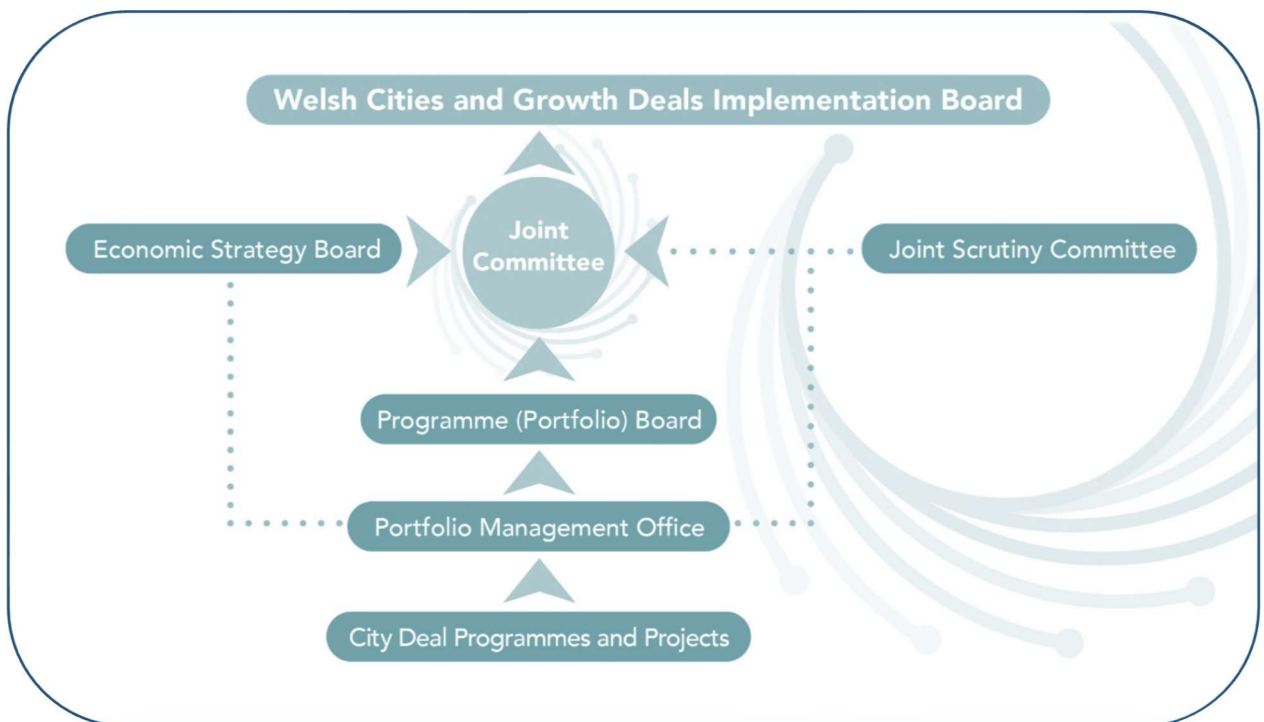 Welsh Cities and Growth Deals Implementation Board
Economic Strategy Board
Joint
Committee
Joint Scrutiny Committee
Programme (Portfolio) Board
Portfolio Management Office
City Deal Programmes and Projects